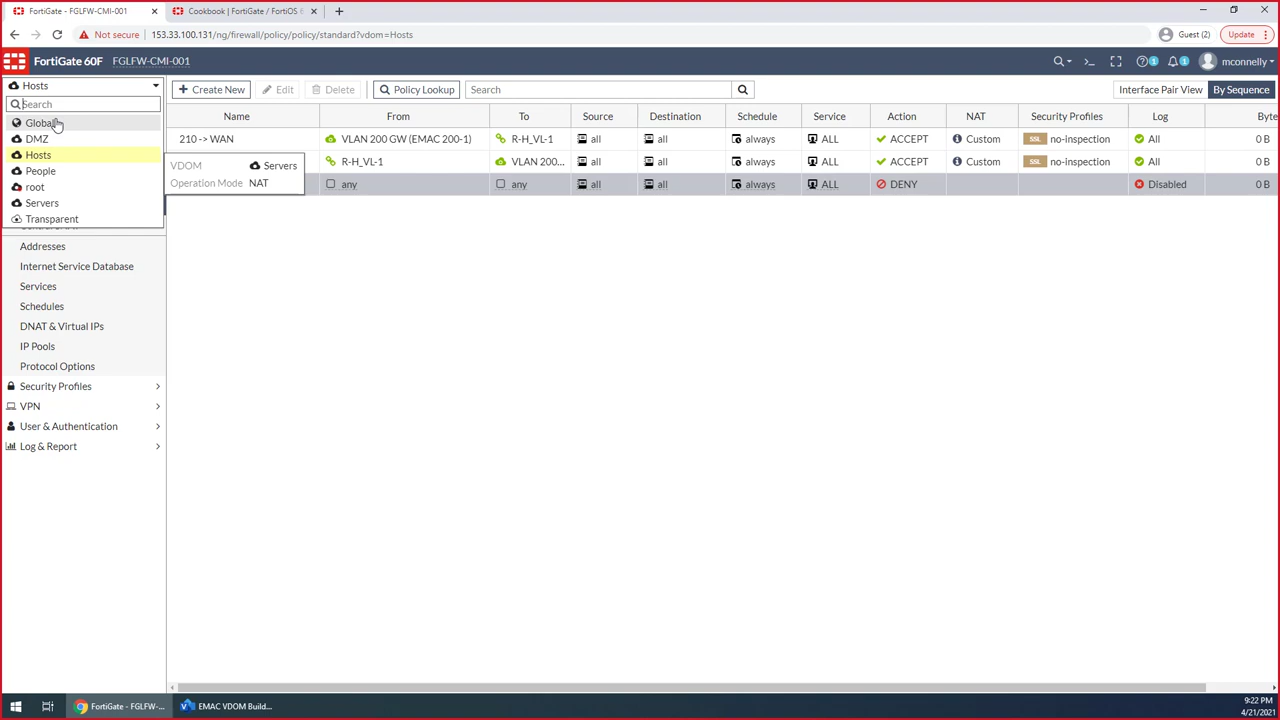 FortiGate - FGLFW-CMI-001
Cookbook | FortiGate / FortiOS 6
Not secure
153.33.100.131/ng/firewall/policy/policy/standard?vdom=Hosts
Guest (2)
Update
FortiGate 60F
FGLFW-CMI-001
1
1
mconnelly
Hosts
Create New
Edit
Delete
Policy Lookup
Search
Interface Pair View
By Sequence
Search
Global
DMZ
Hosts
People
root
Servers
Transparent
VDOM Servers
Operation Mode NAT
Name From To Source Destination Schedule Service Action NAT Security Profiles Log Byte
210 -> WAN VLAN 200 GW (EMAC 200-1) R-H_VL-1 all all always ALL ACCEPT Custom SSL no-inspection All 0 B
R-H_VL-1 VLAN 200... all all always ALL ACCEPT Custom SSL no-inspection All 0 B
any any all all always ALL DENY Disabled 0 B
Addresses
Internet Service Database
Services
Schedules
DNAT & Virtual IPs
IP Pools
Protocol Options
Security Profiles
VPN
User & Authentication
Log & Report
FortiGate - FGLFW-...
EMAC VDOM Build...
9:22 PM
4/21/2021